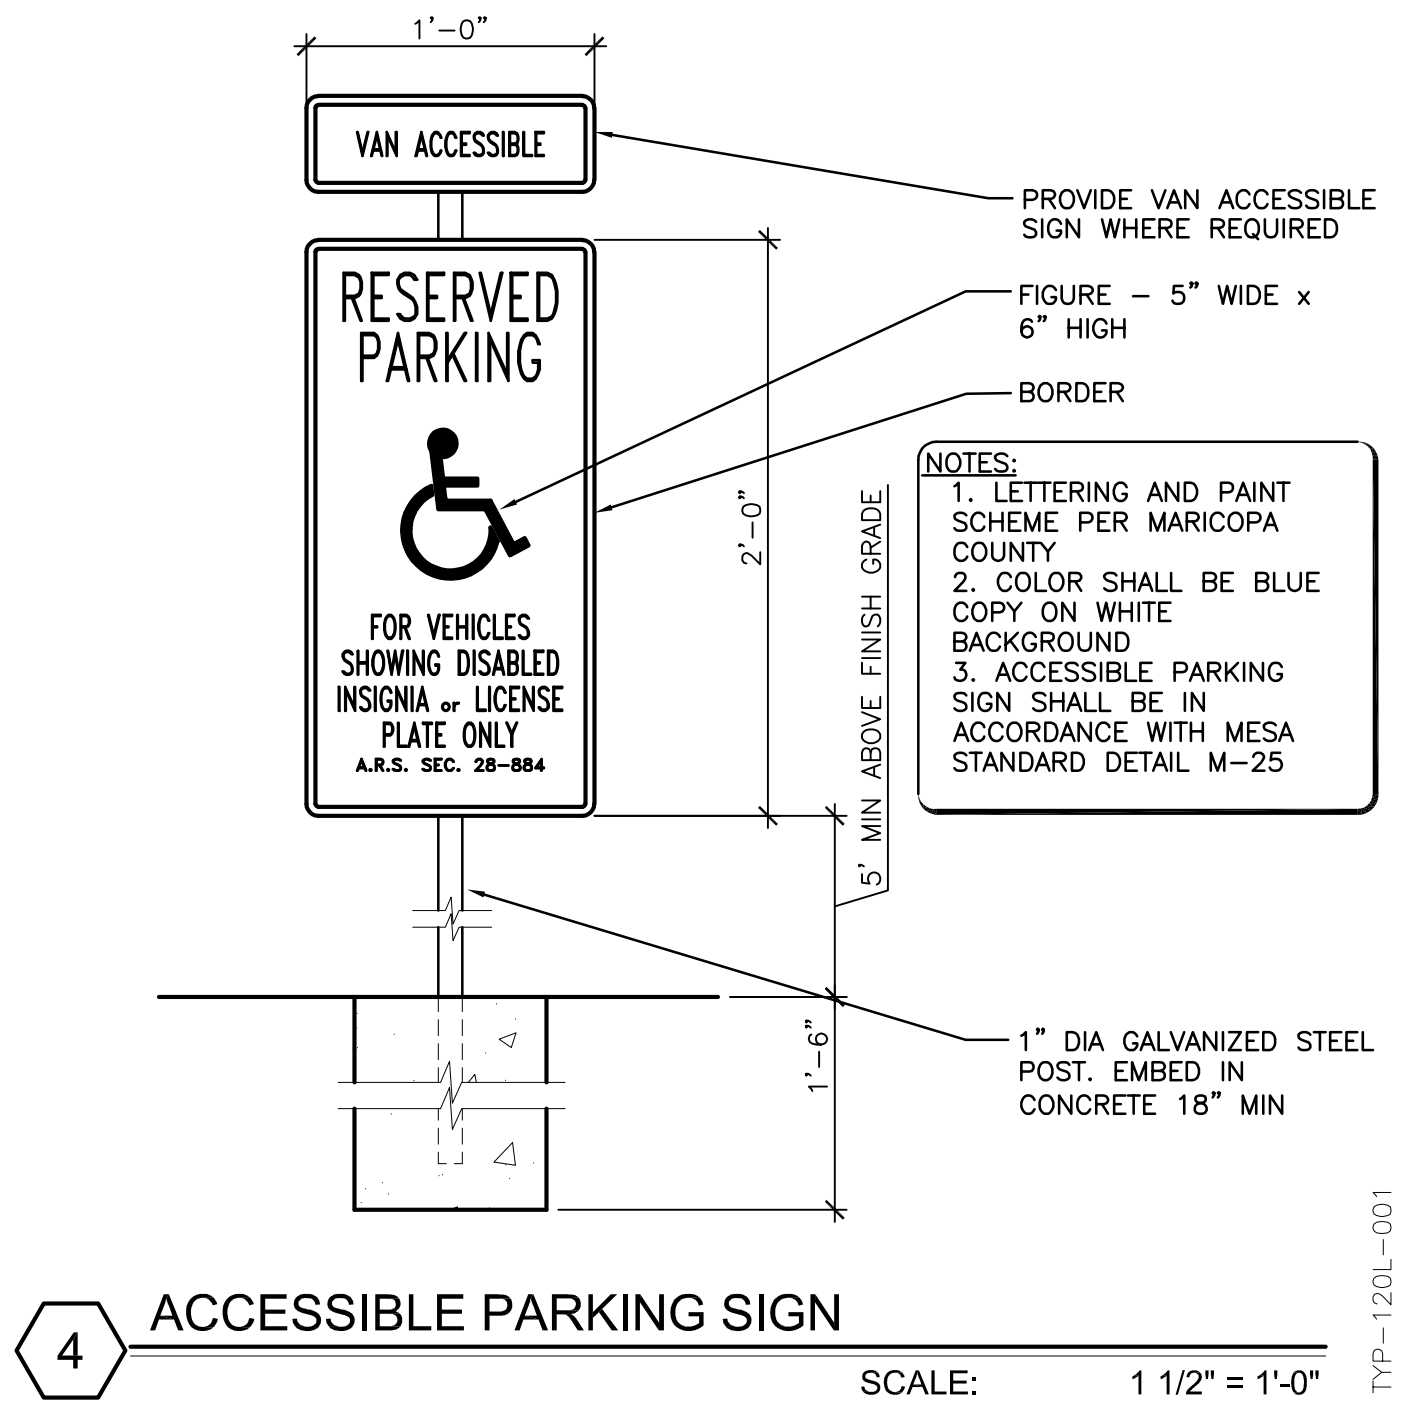 1'-0"
VAN ACCESSIBLE
PROVIDE VAN ACCESSIBLE
SIGN WHERE REQUIRED
RESERVED
PARKING
FIGURE - 5" WIDE x
6" HIGH
BORDER
2'-0"
5' MIN ABOVE FINISH GRADE
NOTES:
1. LETTERING AND PAINT
SCHEME PER MARICOPA
COUNTY
2. COLOR SHALL BE BLUE
COPY ON WHITE
BACKGROUND
3. ACCESSIBLE PARKING
SIGN SHALL BE IN
ACCORDANCE WITH MESA
STANDARD DETAIL M-25
FOR VEHICLES
SHOWING DISABLED
INSIGNIA or LICENSE
PLATE ONLY
A.R.S. SEC. 28-884
1'-6"
1" DIA GALVANIZED STEEL
POST. EMBED IN
CONCRETE 18" MIN
4
ACCESSIBLE PARKING SIGN
SCALE: 1 1/2" = 1'-0"
TYP-120L-001